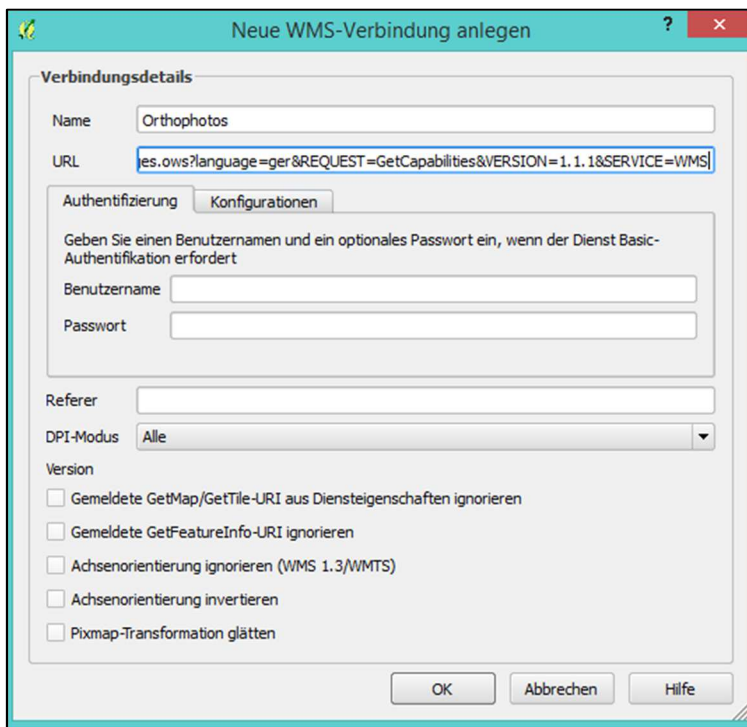 Neue WMS-Verbindung anlegen
?
×
Verbindungsdetails
Name Orthophotos
URL ges.ows?language=ger&REQUEST=GetCapabilities&VERSION=1.1.1&SERVICE=WMS
Authentifizierung Konfigurationen
Geben Sie einen Benutzernamen und ein optionales Passwort ein, wenn der Dienst Basic-
Authentifikation erfordert
Benutzername
Passwort
Referer
DPI-Modus Alle
Version
Gemeldete GetMap/GetTile-URI aus Diensteigenschaften ignorieren
Gemeldete GetFeatureInfo-URI ignorieren
Achsenorientierung ignorieren (WMS 1.3/WMTS)
Achsenorientierung invertieren
Pixmap-Transformation glätten
OK Abbrechen Hilfe